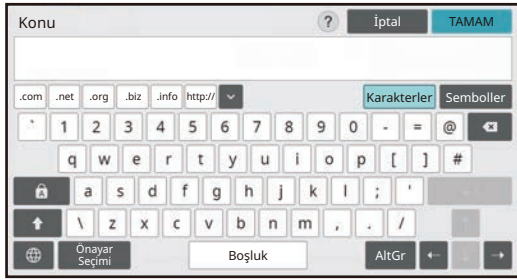 Konu ? İptal TAMAM
.com .net .org .biz .info http:// Karakterler Semboller
` 1 2 3 4 5 6 7 8 9 0 - = @
q w e r t y u i o p [ ] #
a s d f g h j k l ; '
\ z x c v b n m , . /
Önayar Seçimi Boşluk AltGr ← ↓ →